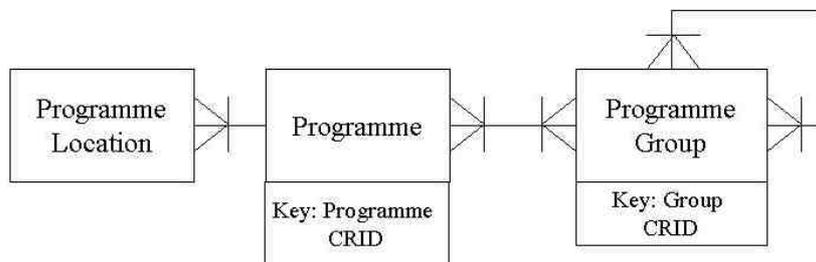 Programme
Location
Programme
Key: Programme
CRID
Programme
Group
Key: Group
CRID